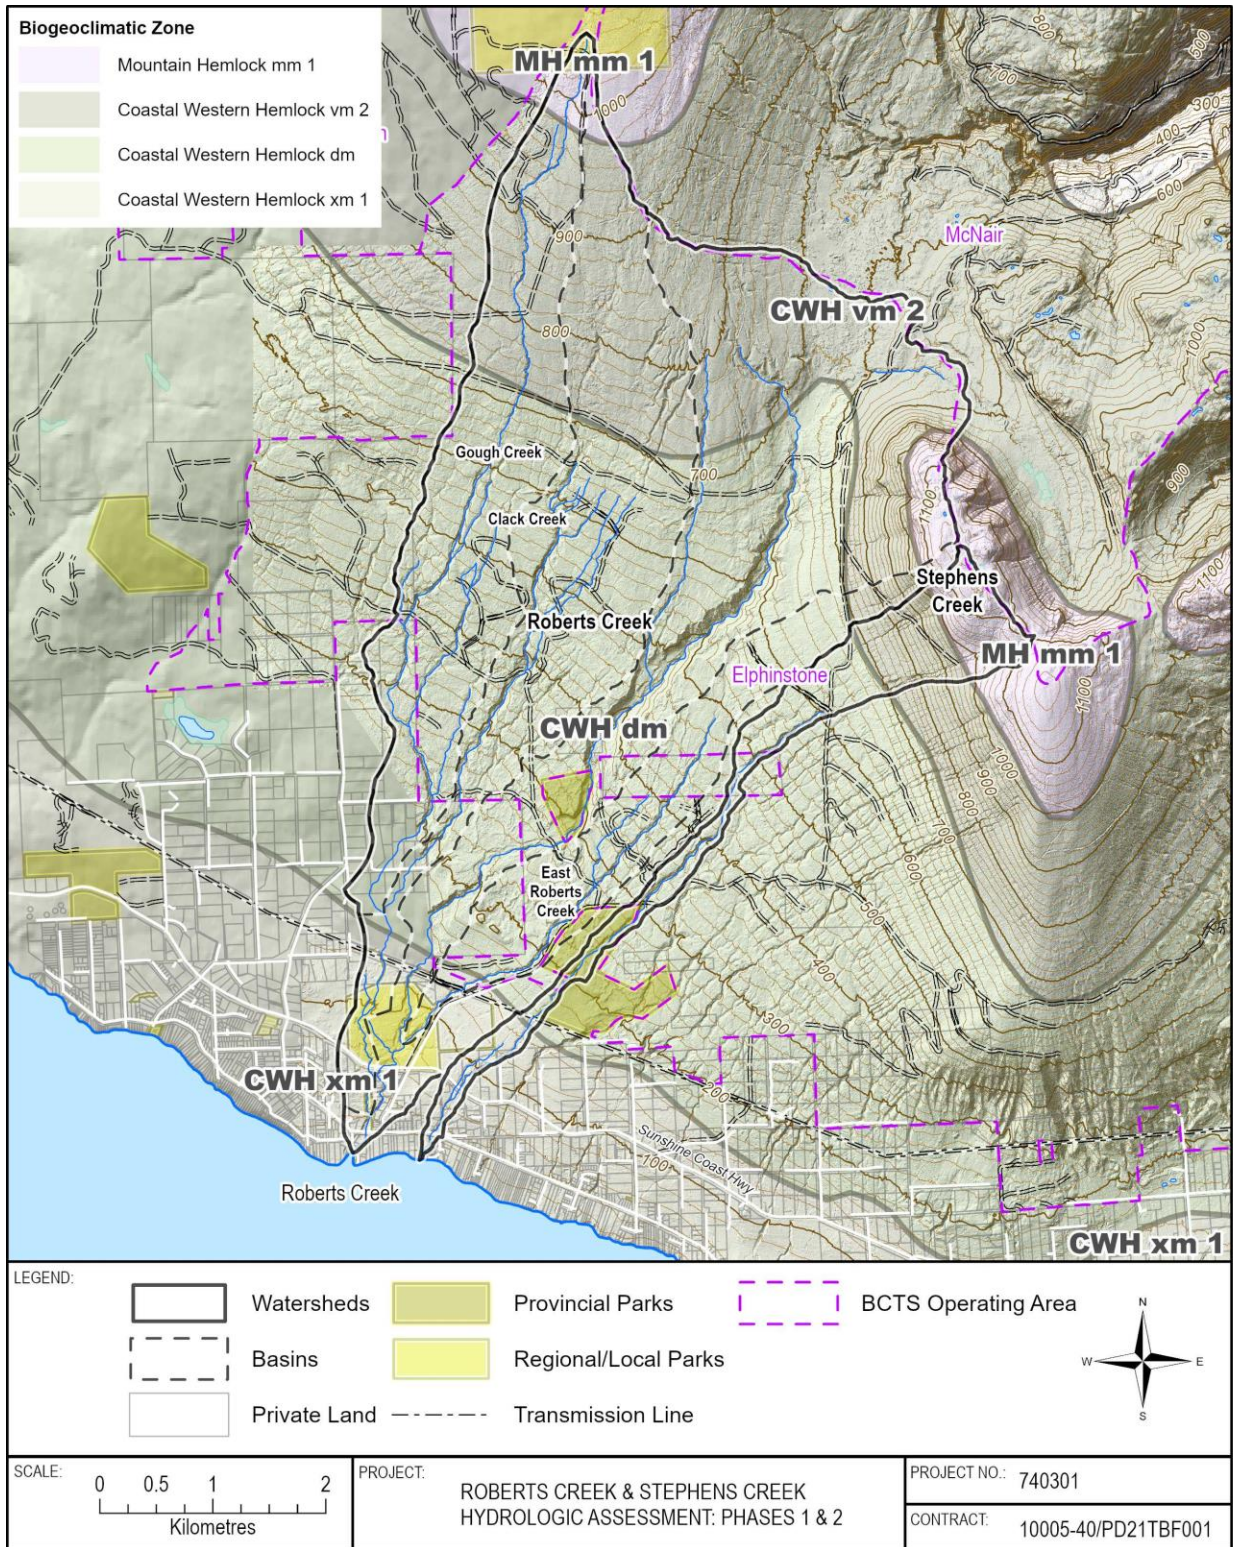 Biogeoclimatic Zone
Mountain Hemlock mm 1
Coastal Western Hemlock vm 2
Coastal Western Hemlock dm
Coastal Western Hemlock xm 1
MH mm 1
1000
800
700
500
300
400
600
McNair
900
CWH vm 2
800
1000
Gough Creek
700
1100
900
Clack Creek
Stephens
Creek
1100
Roberts Creek
MH mm 1
Elphinstone
1100
CWH dm
1000
900
800
700
600
East
Roberts
Creek
500
400
300
CWH xm 1
200
Sunshine Coast Hwy
100
Roberts Creek
CWH xm 1
LEGEND:
Watersheds
Provincial Parks
BCTS Operating Area
Basins
Regional/Local Parks
Private Land
Transmission Line
N
W
E
S
SCALE:
0 0.5 1 2
Kilometres
PROJECT:
ROBERTS CREEK & STEPHENS CREEK
HYDROLOGIC ASSESSMENT: PHASES 1 & 2
PROJECT NO.: 740301
CONTRACT: 10005-40/PD21TBF001